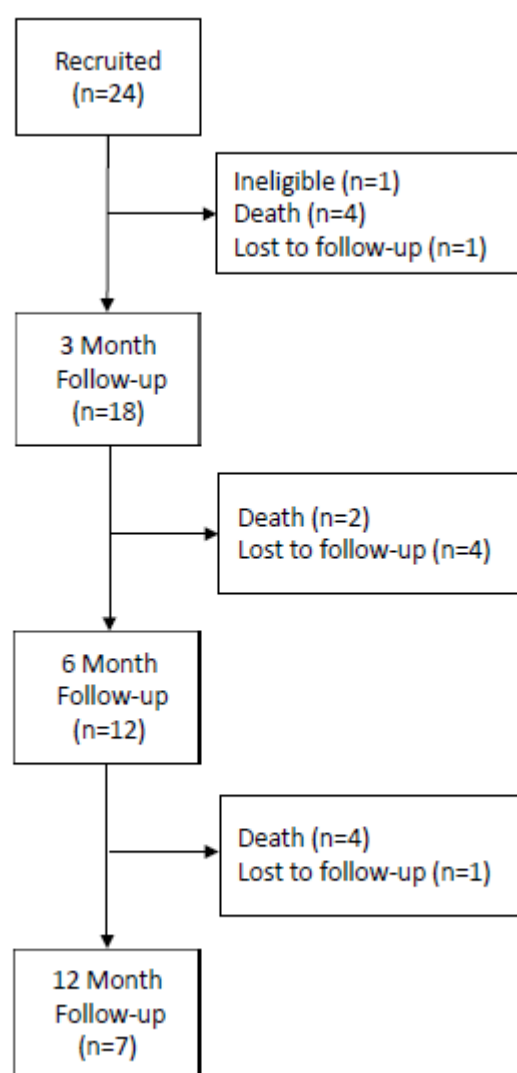 Recruited
(n=24)
Ineligible (n=1)
Death (n=4)
Lost to follow-up (n=1)
3 Month
Follow-up
(n=18)
Death (n=2)
Lost to follow-up (n=4)
6 Month
Follow-up
(n=12)
Death (n=4)
Lost to follow-up (n=1)
12 Month
Follow-up
(n=7)